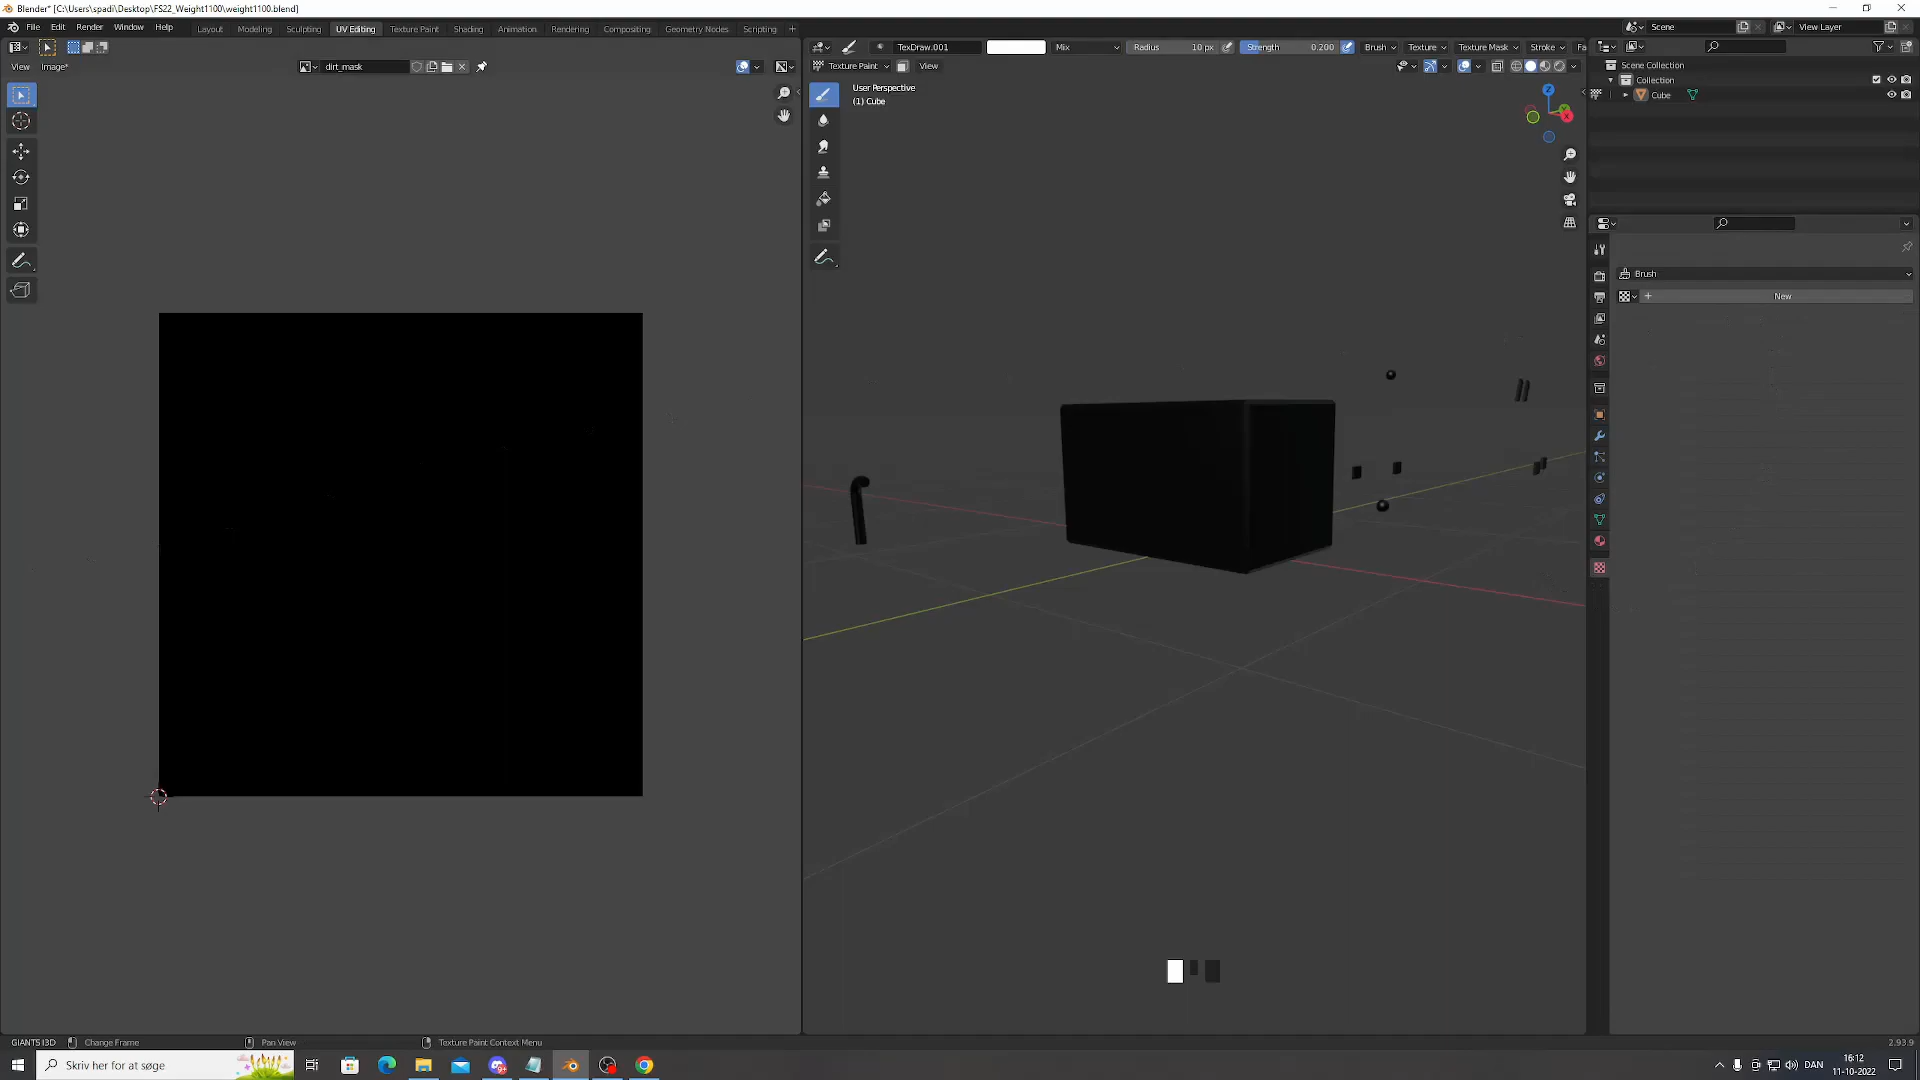 Blender* [C:\Users\spadi\Desktop\FS22_Weight1100\weight1100.blend]
File Edit Render Window Help Layout Modeling Sculpting UV Editing Texture Paint Shading Animation Rendering Compositing Geometry Nodes Scripting + Scene View Layer
TexDraw.001 Mix Radius 10 px Strength 0.200 Brush Texture Texture Mask Stroke Fa
View Image* dirt_mask Texture Paint View
Scene Collection
Collection
Cube
User Perspective
(1) Cube
Z
X
Brush
+ New
GIANTS I3D Change Frame Pan View Texture Paint Context Menu 2.93.9
Skriv her for at søge DAN
16:12
11-10-2022